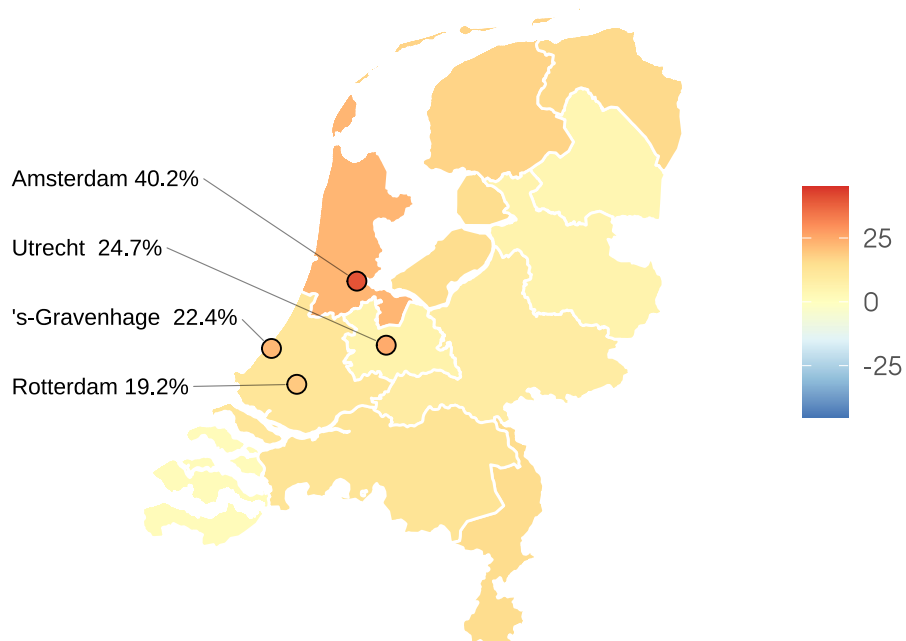 Amsterdam 40.2%
Utrecht 24.7%
's-Gravenhage 22.4%
Rotterdam 19.2%
25
0
-25